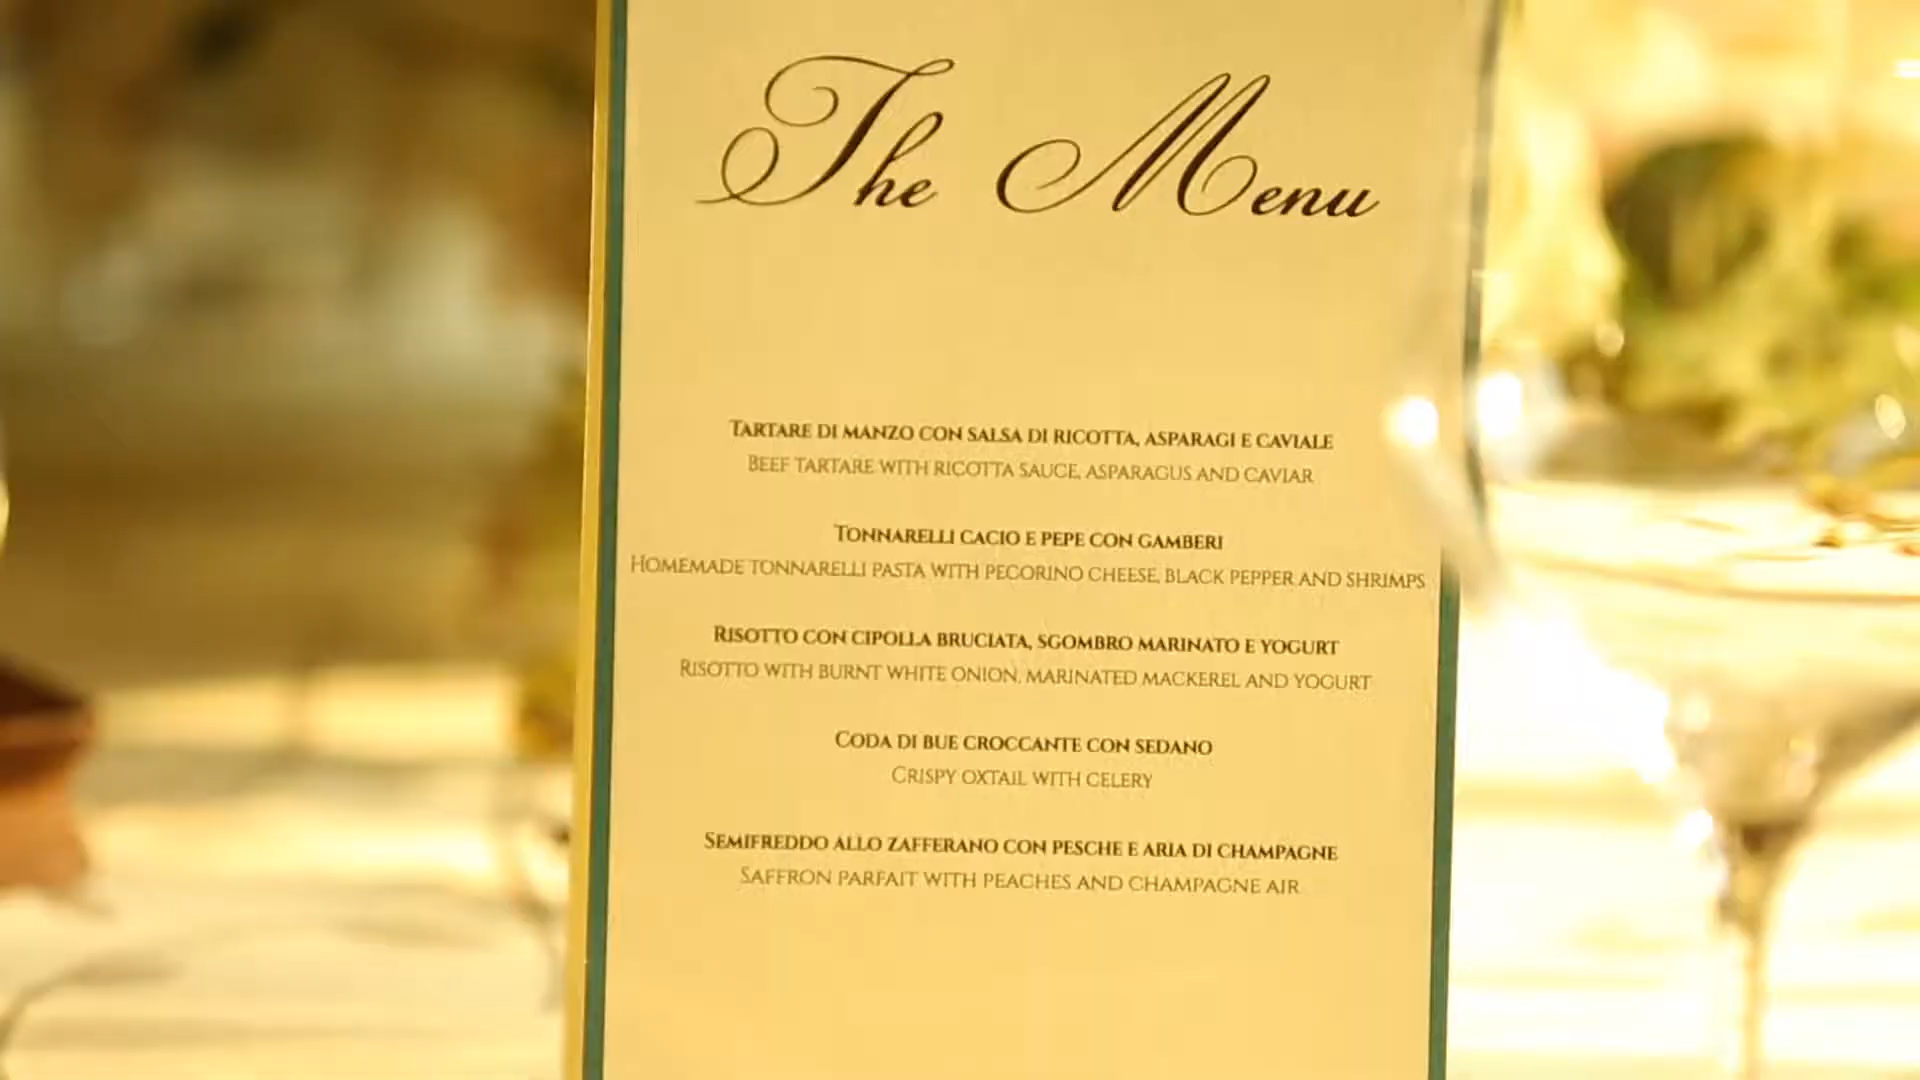 The Menu
Tartare di manzo con salsa di ricotta, asparagi e caviale
Beef tartare with ricotta sauce, asparagus and caviar
Tonnarelli cacio e pepe con gamberi
Homemade tonnarelli pasta with pecorino cheese, black pepper and shrimps
Risotto con cipolla bruciata, sgombro marinato e yogurt
Risotto with burnt white onion, marinated mackerel and yogurt
Coda di bue croccante con sedano
Crispy oxtail with celery
Semifreddo allo zafferano con pesche e aria di champagne
Saffron parfait with peaches and champagne air